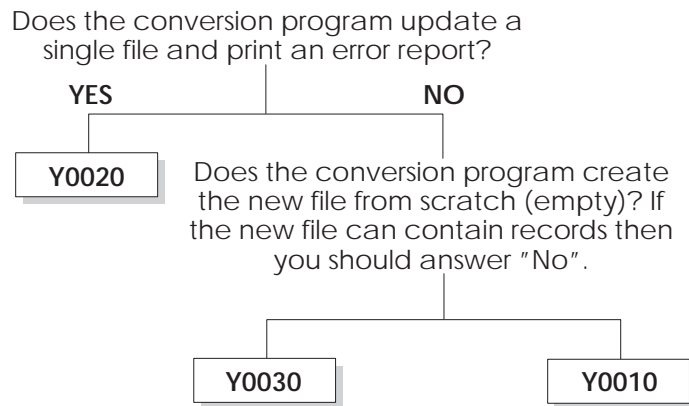 Does the conversion program update a
single file and print an error report?
YES
NO
Y0020
Does the conversion program create
the new file from scratch (empty)? If
the new file can contain records then
you should answer "No".
Y0030
Y0010